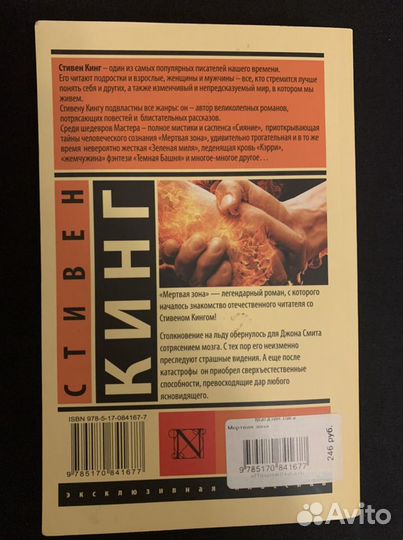 Стивен Кинг – один из самых популярных писателей нашего времени.
Его читают подростки и взрослые, женщины и мужчины – все, кто стремится лучше
понять себя и других, а также изменчивый и непредсказуемый мир, в котором мы
живем.
Стивену Кингу подвластны все жанры: он – автор великолепных романов,
потрясающих повестей и блистательных рассказов.
Среди шедевров Мастера – полное мистики и саспенса «Сияние», приоткрывающая
тайны человеческого сознания «Мертвая зона», удивительно трогательная и в то же
время невероятно жесткая «Зеленая миля», леденящая кровь «Кэрри»,
«жемчужина» фэнтези «Темная Башня» и многое-многое другое…
СТИВЕН
КИНГ
«Мертвая зона» — легендарный роман, с которого
началось знакомство отечественного читателя со
Стивеном Кингом!
Столкновение на льду обернулось для Джона Смита
сотрясением мозга. С тех пор его неизменно
преследуют страшные видения. А еще после
катастрофы он приобрел сверхъестественные
способности, превосходящие дар любого
ясновидящего.
ISBN 978-5-17-084167-7
9 785170 841677
N
Мертвая зона
9 785170 841677
246 руб.
эксклюзивная
Avito